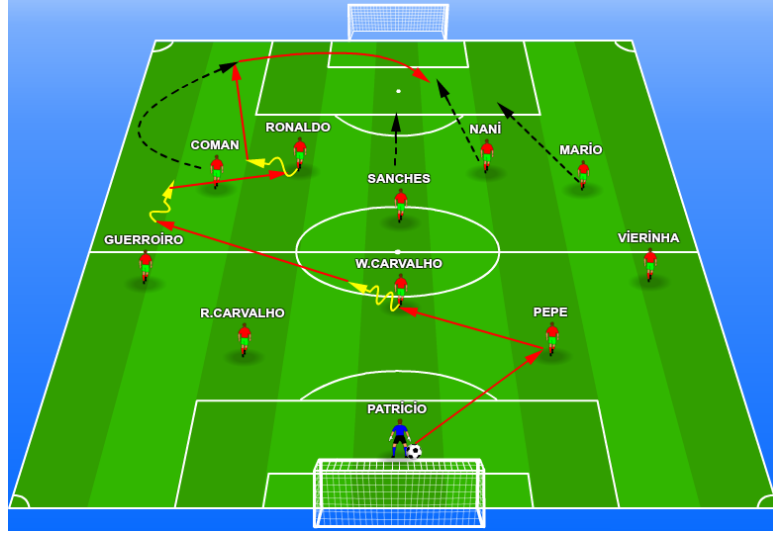 RONALDO
NANİ
COMAN
MARİO
SANCHES
GUERROİRO
VİERİNHA
W.CARVALHO
R.CARVALHO
PEPE
PATRİCİO